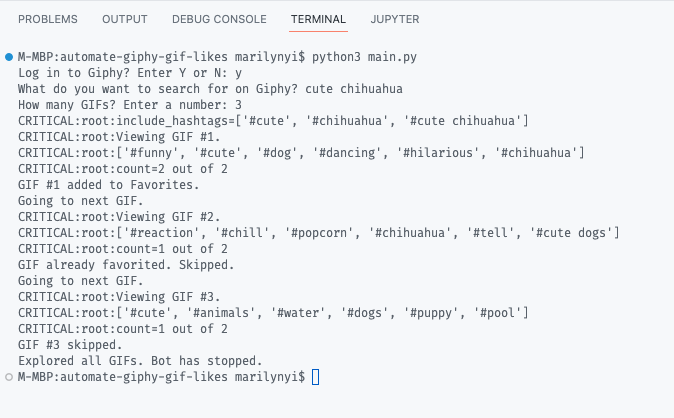 PROBLEMS OUTPUT DEBUG CONSOLE TERMINAL JUPYTER
M-MBP:automate-giphy-gif-likes marilynyi$ python3 main.py
Log in to Giphy? Enter Y or N: y
What do you want to search for on Giphy? cute chihuahua
How many GIFs? Enter a number: 3
CRITICAL:root:include_hashtags=['#cute', '#chihuahua', '#cute chihuahua']
CRITICAL:root:Viewing GIF #1.
CRITICAL:root:['#funny', '#cute', '#dog', '#dancing', '#hilarious', '#chihuahua']
CRITICAL:root:count=2 out of 2
GIF #1 added to Favorites.
Going to next GIF.
CRITICAL:root:Viewing GIF #2.
CRITICAL:root:['#reaction', '#chill', '#popcorn', '#chihuahua', '#tell', '#cute dogs']
CRITICAL:root:count=1 out of 2
GIF already favorited. Skipped.
Going to next GIF.
CRITICAL:root:Viewing GIF #3.
CRITICAL:root:['#cute', '#animals', '#water', '#dogs', '#puppy', '#pool']
CRITICAL:root:count=1 out of 2
GIF #3 skipped.
Explored all GIFs. Bot has stopped.
M-MBP:automate-giphy-gif-likes marilynyi$